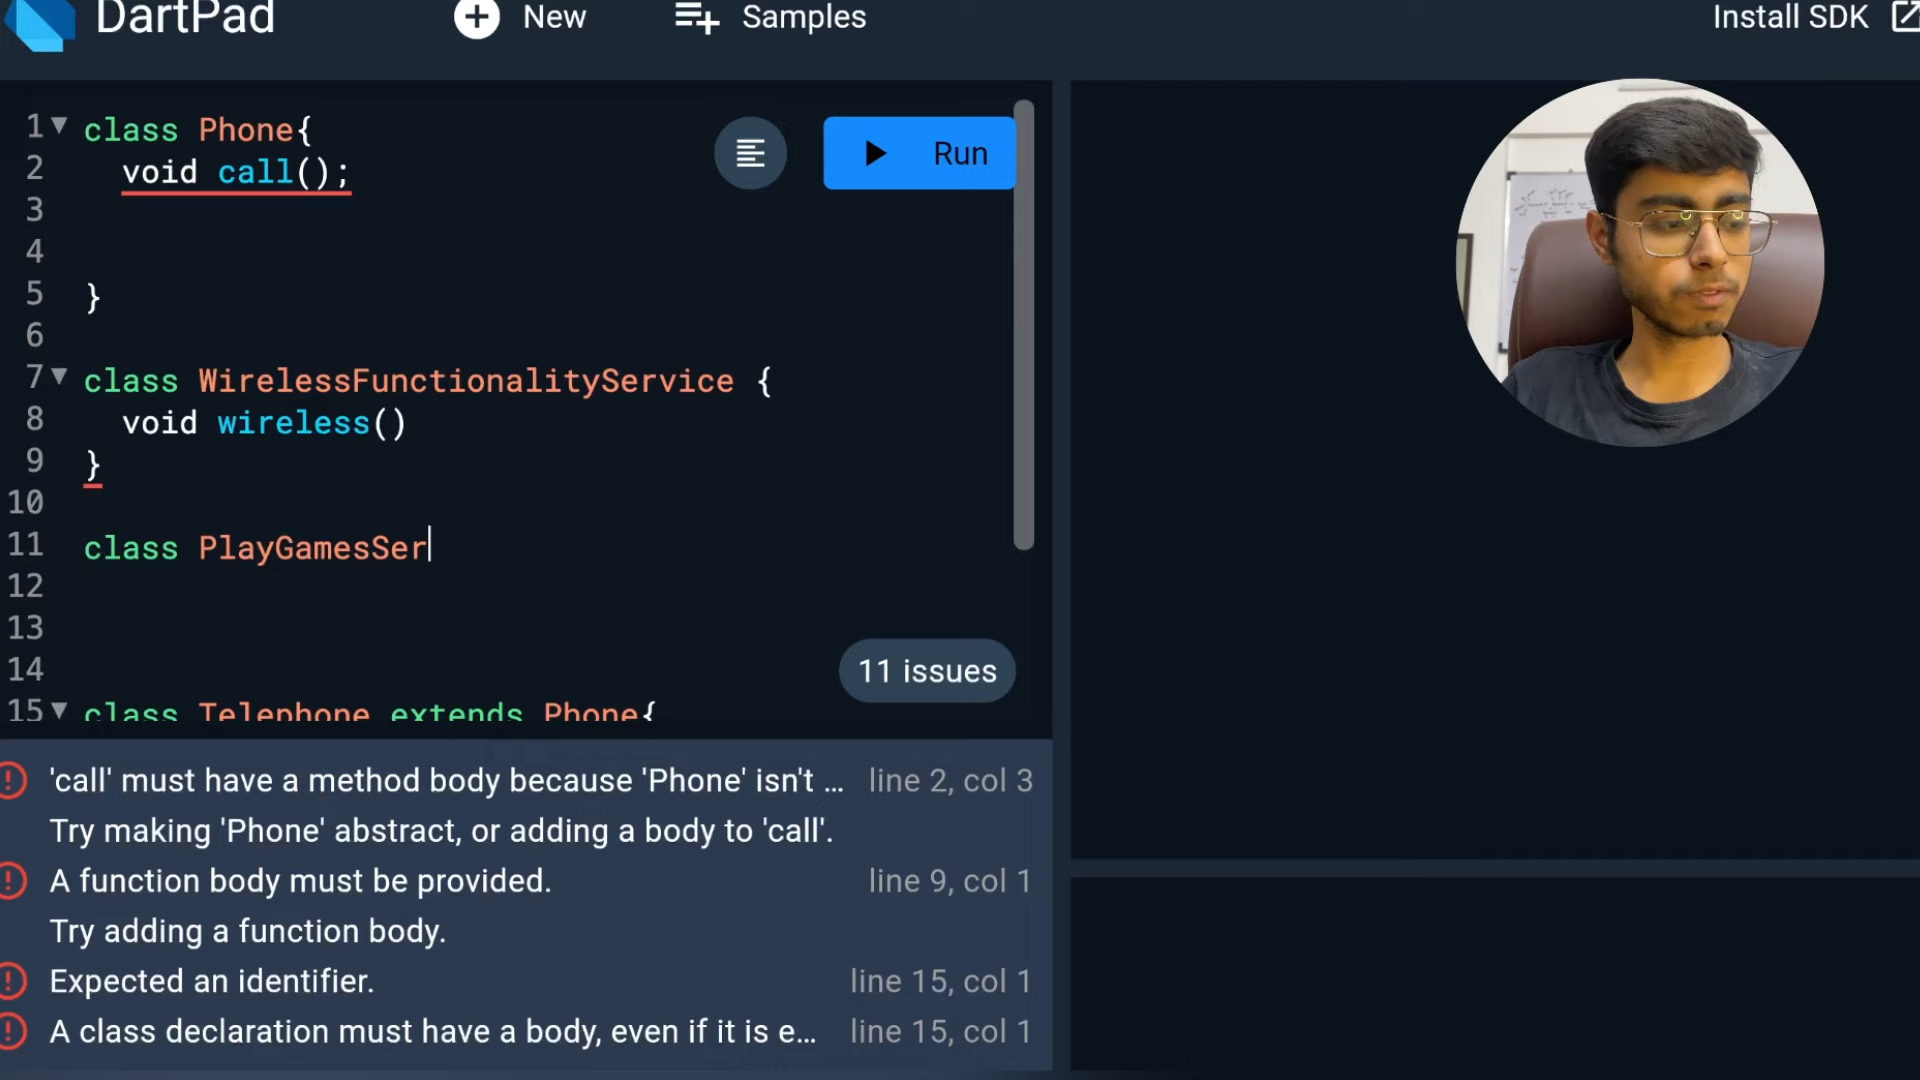 DartPad
New
Samples
Install SDK
1 class Phone{
2 void call();
3
4
5 }
6
7 class WirelessFunctionalityService {
8 void wireless()
9 }
10
11 class PlayGamesSer
12
13
14
15 class Telephone extends Phone{
Run
11 issues
'call' must have a method body because 'Phone' isn't ... line 2, col 3
Try making 'Phone' abstract, or adding a body to 'call'.
A function body must be provided. line 9, col 1
Try adding a function body.
Expected an identifier. line 15, col 1
A class declaration must have a body, even if it is e... line 15, col 1